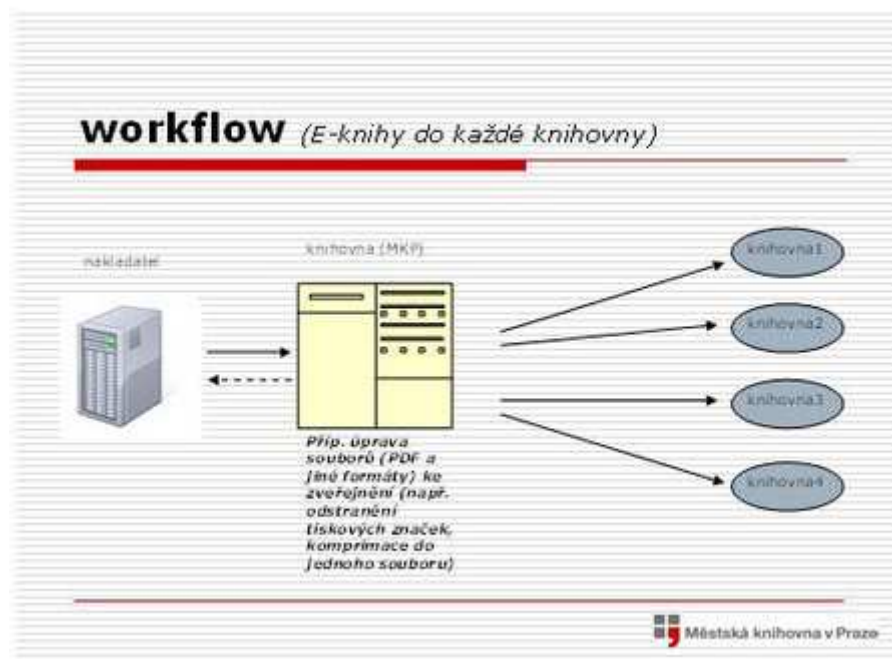 workflow (E-knihy do každé knihovny)
nakladatel
knihovna (MKP)
knihovna1
knihovna2
knihovna3
knihovna4
Příp. úprava
souborů (PDF a
jiné formáty) ke
zveřejnění (např.
odstranění
tiskových značek,
komprimace do
jednoho souboru)
Městská knihovna v Praze